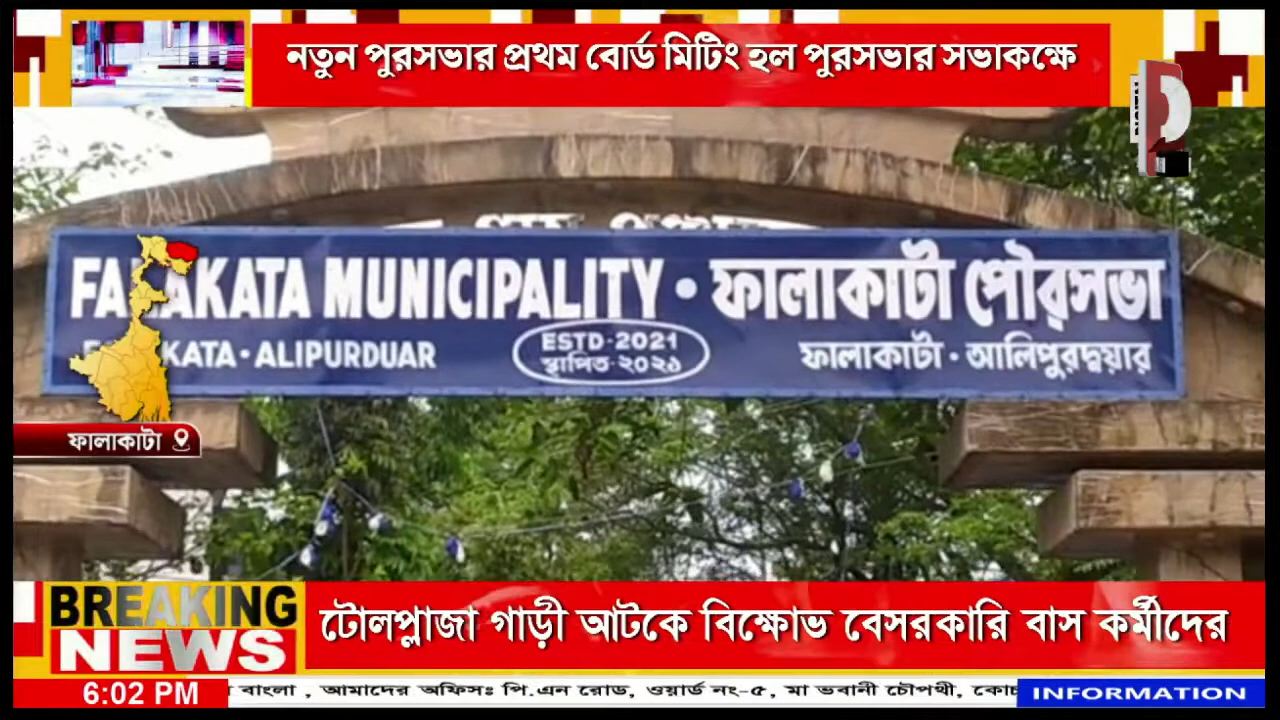 নতুন পুরসভার প্রথম বোর্ড মিটিং হল পুরসভার সভাকক্ষে
MUNICIPALITY • ফালাকাটা পৌরসভা
KATA • ALIPURDUAR
ESTD-2021
স্থাপিত-২০২১
ফালাকাটা • আলিপুরদুয়ার
ফালাকাটা
BREAKING
NEWS
টোলপ্লাজা গাড়ী আটকে বিক্ষোভ বেসরকারি বাস কর্মীদের
6:02 PM
বাংলা , আমাদের অফিসঃ পি.এন রোড, ওয়ার্ড নং-৫, মা ভবানী চৌপথী,
INFORMATION